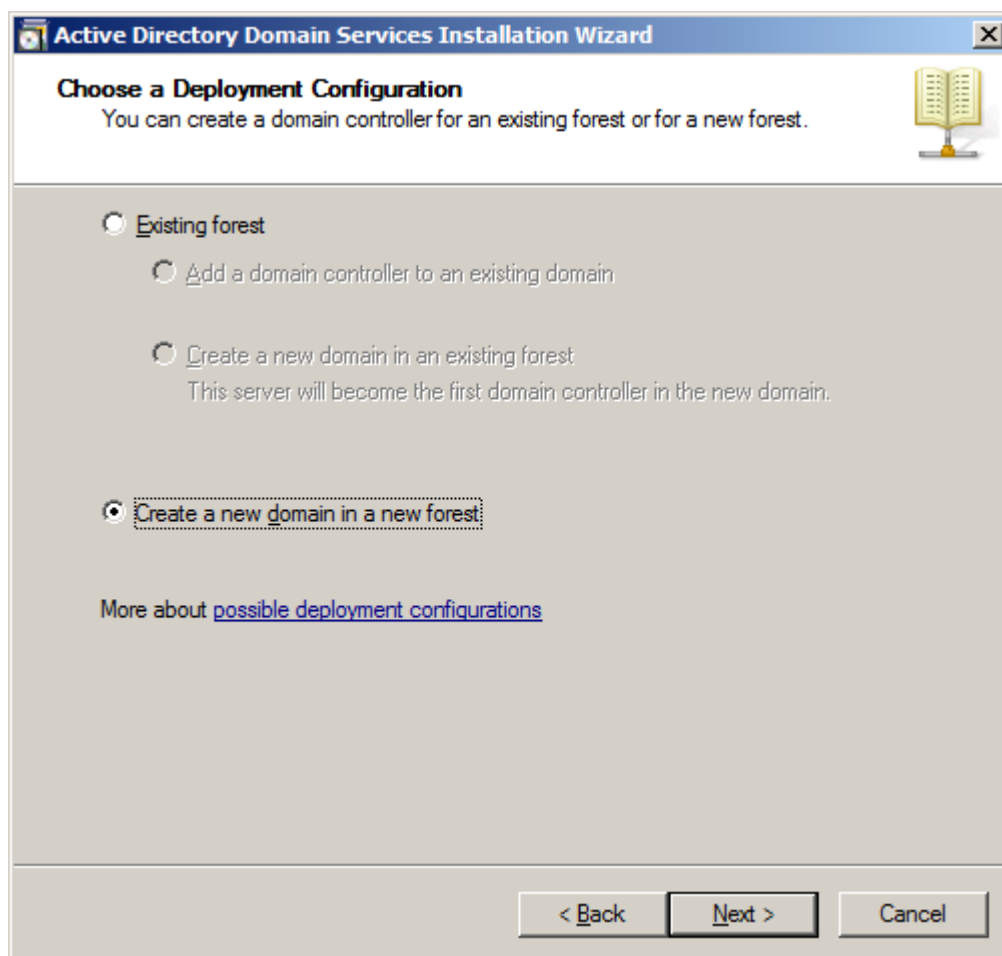 Active Directory Domain Services Installation Wizard
Choose a Deployment Configuration
You can create a domain controller for an existing forest or for a new forest.
Existing forest
Add a domain controller to an existing domain
Create a new domain in an existing forest
This server will become the first domain controller in the new domain.
Create a new domain in a new forest
More about possible deployment configurations
< Back Next > Cancel